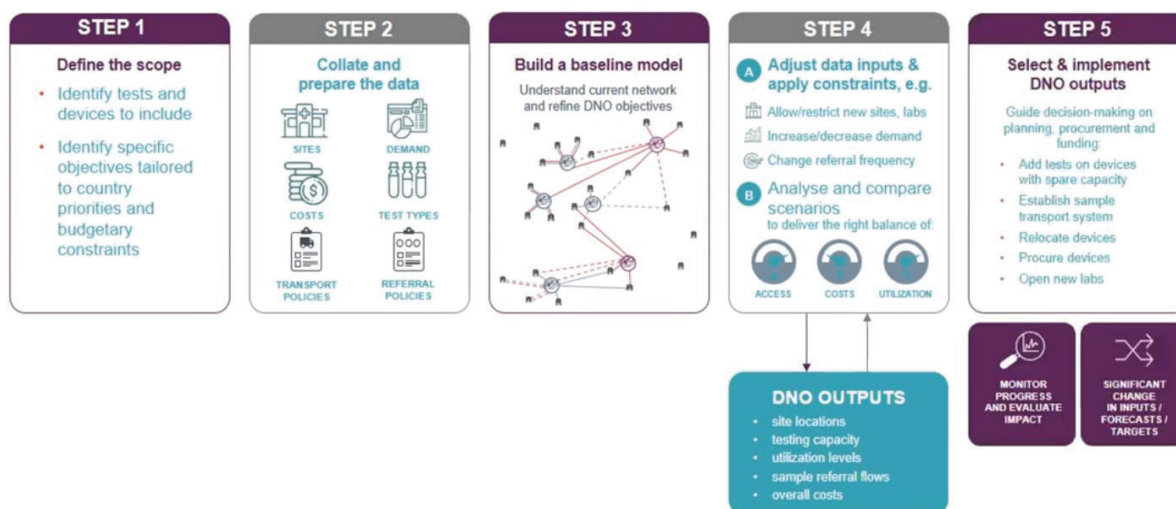 STEP 1
Define the scope
• Identify tests and
devices to include
• Identify specific
objectives tailored
to country
priorities and
budgetary
constraints
STEP 2
Collate and
prepare the data
SITES
DEMAND
COSTS
TEST TYPES
TRANSPORT
POLICIES
REFERRAL
POLICIES
STEP 3
Build a baseline model
Understand current network
and refine DNO objectives
STEP 4
A Adjust data inputs &
apply constraints, e.g.
Allow/restrict new sites, labs
Increase/decrease demand
Change referral frequency
B Analyse and compare
scenarios
to deliver the right balance of:
ACCESS
COSTS
UTILIZATION
DNO OUTPUTS
• site locations
• testing capacity
• utilization levels
• sample referral flows
• overall costs
STEP 5
Select & implement
DNO outputs
Guide decision-making on
planning, procurement and
funding:
• Add tests on devices
with spare capacity
• Establish sample
transport system
• Relocate devices
• Procure devices
• Open new labs
MONITOR
PROGRESS
AND EVALUATE
IMPACT
SIGNIFICANT
CHANGE
IN INPUTS /
FORECASTS /
TARGETS